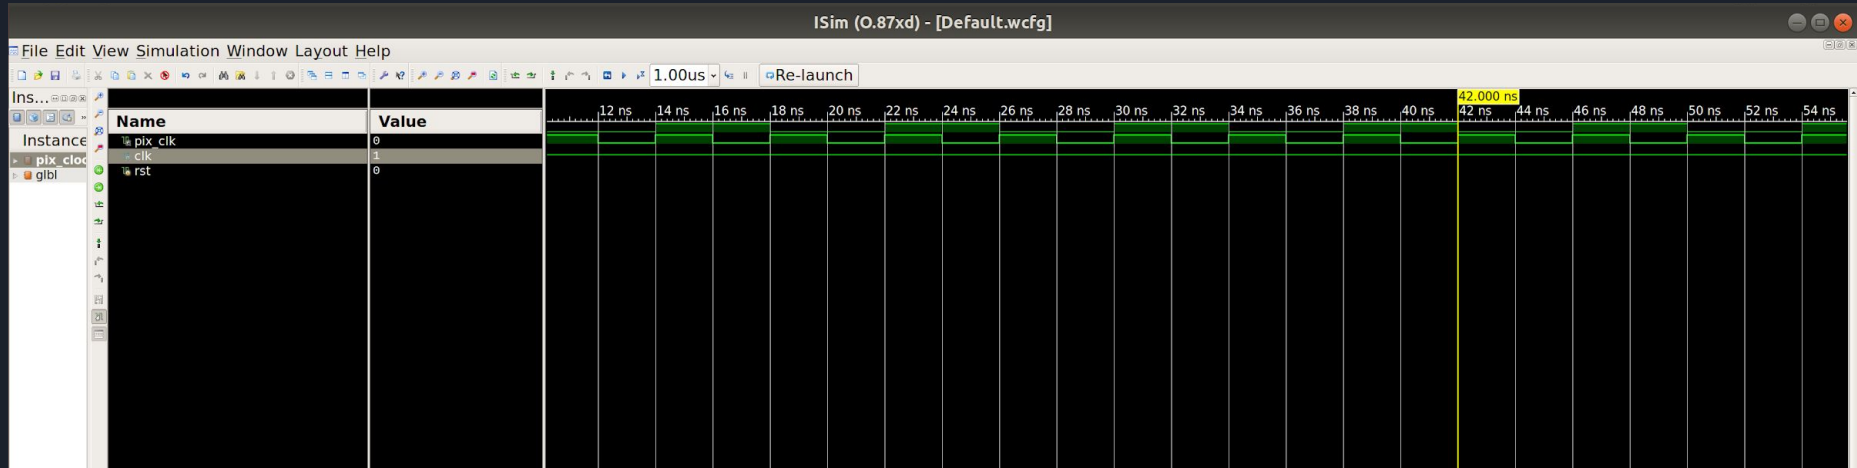 ISim (O.87xd) - [Default.wcfg]
File Edit View Simulation Window Layout Help
1.00us Re-launch
Ins...
42.000 ns
12 ns 14 ns 16 ns 18 ns 20 ns 22 ns 24 ns 26 ns 28 ns 30 ns 32 ns 34 ns 36 ns 38 ns 40 ns 42 ns 44 ns 46 ns 48 ns 50 ns 52 ns 54 ns
Name Value
Instance
pix_clk 0
pix_cloc
clk 1
glbl
rst 0